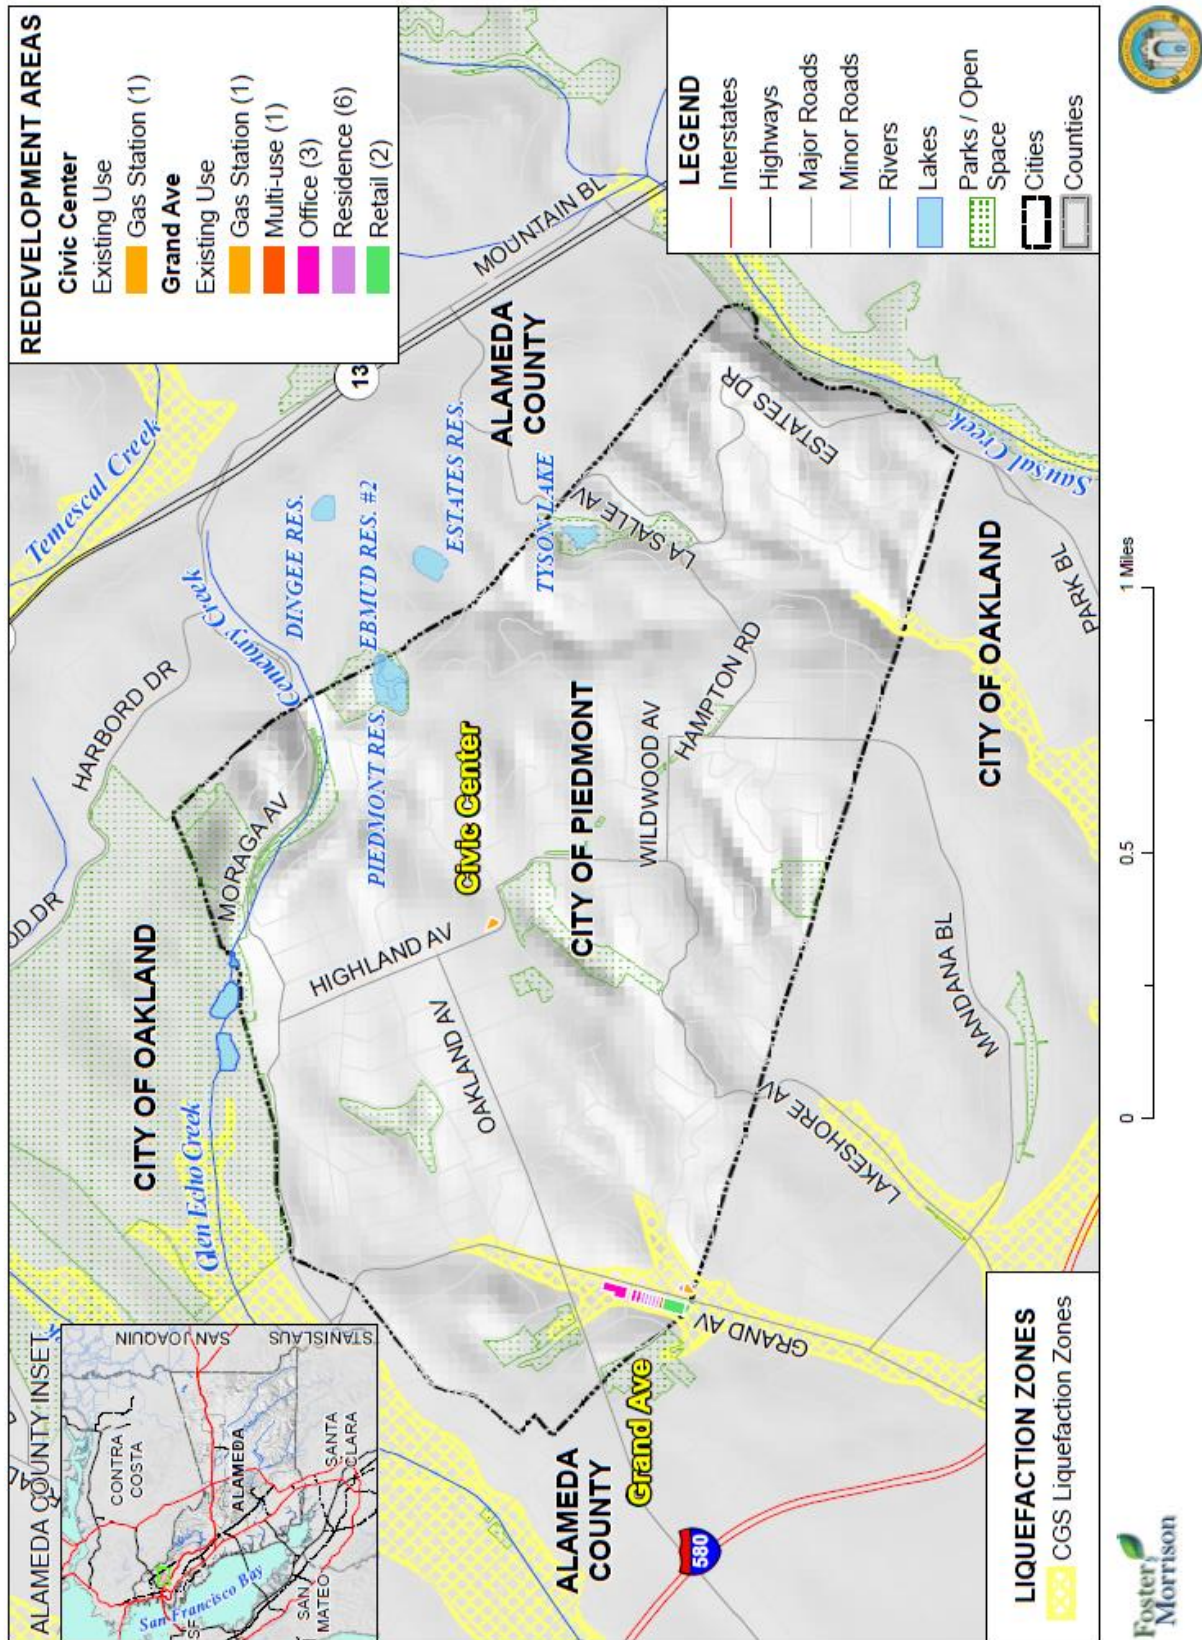 ALAMEDA COUNTY INSET
CONTRA
COSTA
SAN JOAQUIN
STANISLAUS
ALAMEDA
SANTA
CLARA
SAN
MATEO
SF
San Francisco Bay
REDEVELOPMENT AREAS
Civic Center
Existing Use
Gas Station (1)
Grand Ave
Existing Use
Gas Station (1)
Multi-use (1)
Office (3)
Residence (6)
Retail (2)
CITY OF OAKLAND
Glen Echo Creek
OD DR
HARBORD DR
Temescal Creek
Cemetary Creek
13
MORAGA AV
DINGEE RES.
EBMUD RES. #2
PIEDMONT RES.
ESTATES RES.
MOUNTAIN BL
ALAMEDA
COUNTY
TYSON LAKE
LA SALLE AV
ESTATES DR
Sausal Creek
HIGHLAND AV
OAKLAND AV
Civic Center
CITY OF PIEDMONT
WILDWOOD AV
HAMPTON RD
ALAMEDA
COUNTY
Grand Ave
GRAND AV
LAKESHORE AV
MANDANA BL
CITY OF OAKLAND
PARK BL
580
LIQUEFACTION ZONES
CGS Liquefaction Zones
LEGEND
Interstates
Highways
Major Roads
Minor Roads
Rivers
Lakes
Parks / Open
Space
Cities
Counties
Foster
Morrison
0
0.5
1 Miles